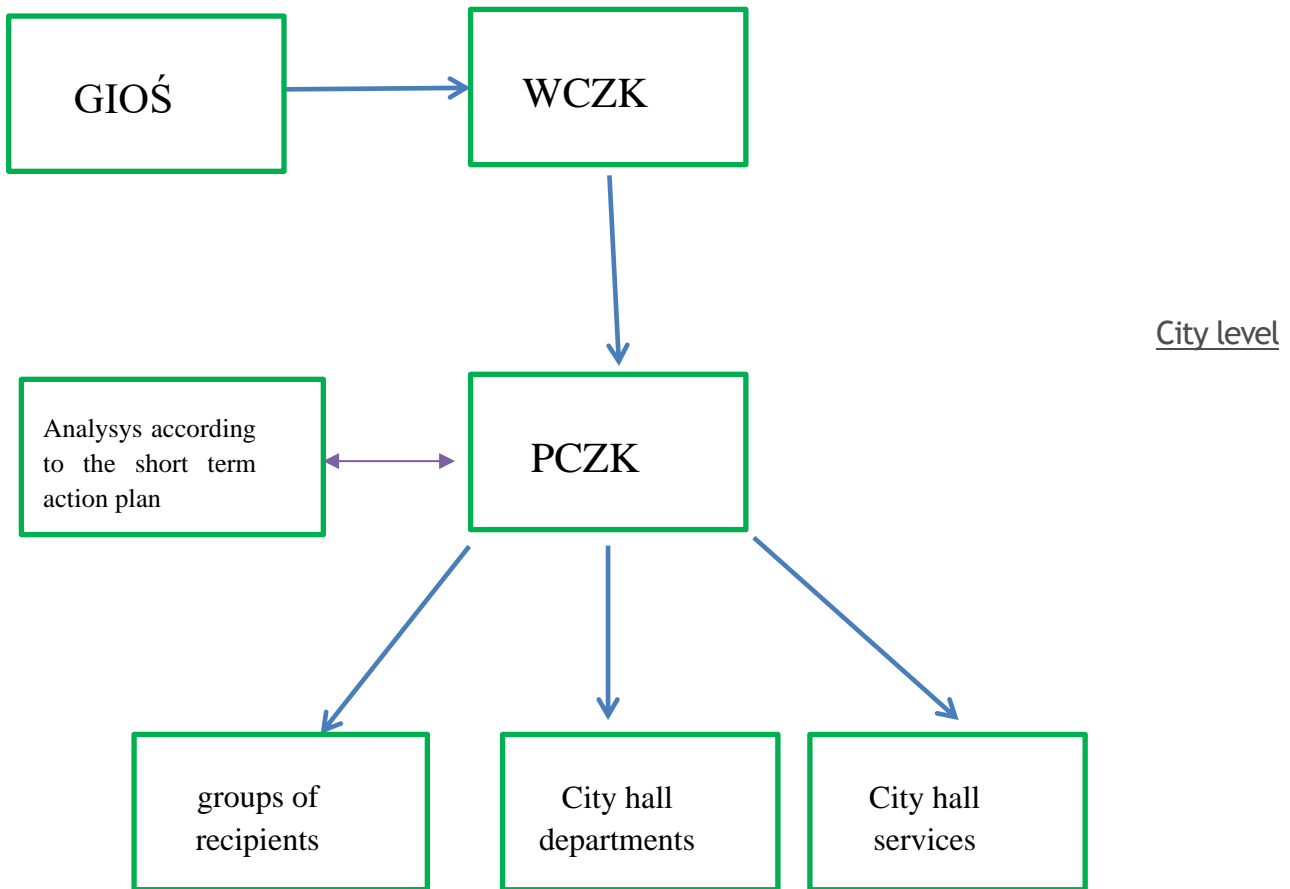 GIOŚ
WCZK
City level
Analysys according
to the short term
action plan
PCZK
groups of
recipients
City hall
departments
City hall
services